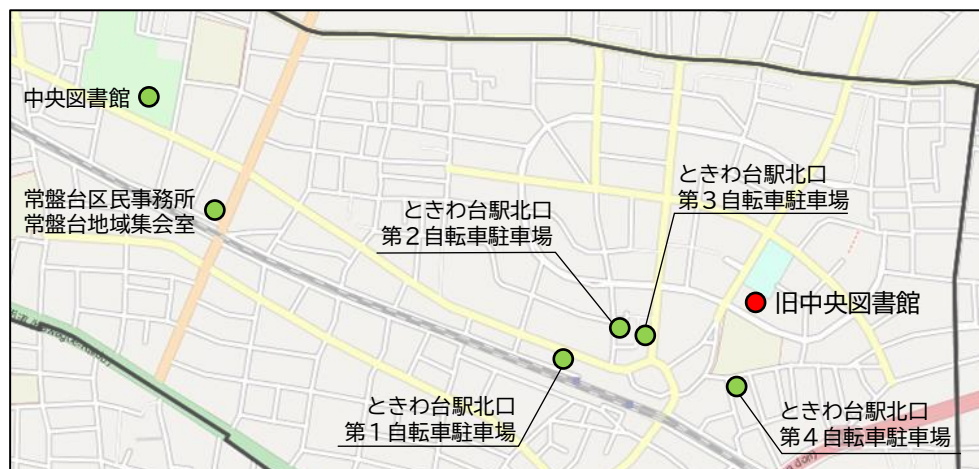 中央図書館
常盤台区民事務所
常盤台地域集会室
ときわ台駅北口
第2自転車駐車場
ときわ台駅北口
第3自転車駐車場
旧中央図書館
ときわ台駅北口
第1自転車駐車場
ときわ台駅北口
第4自転車駐車場